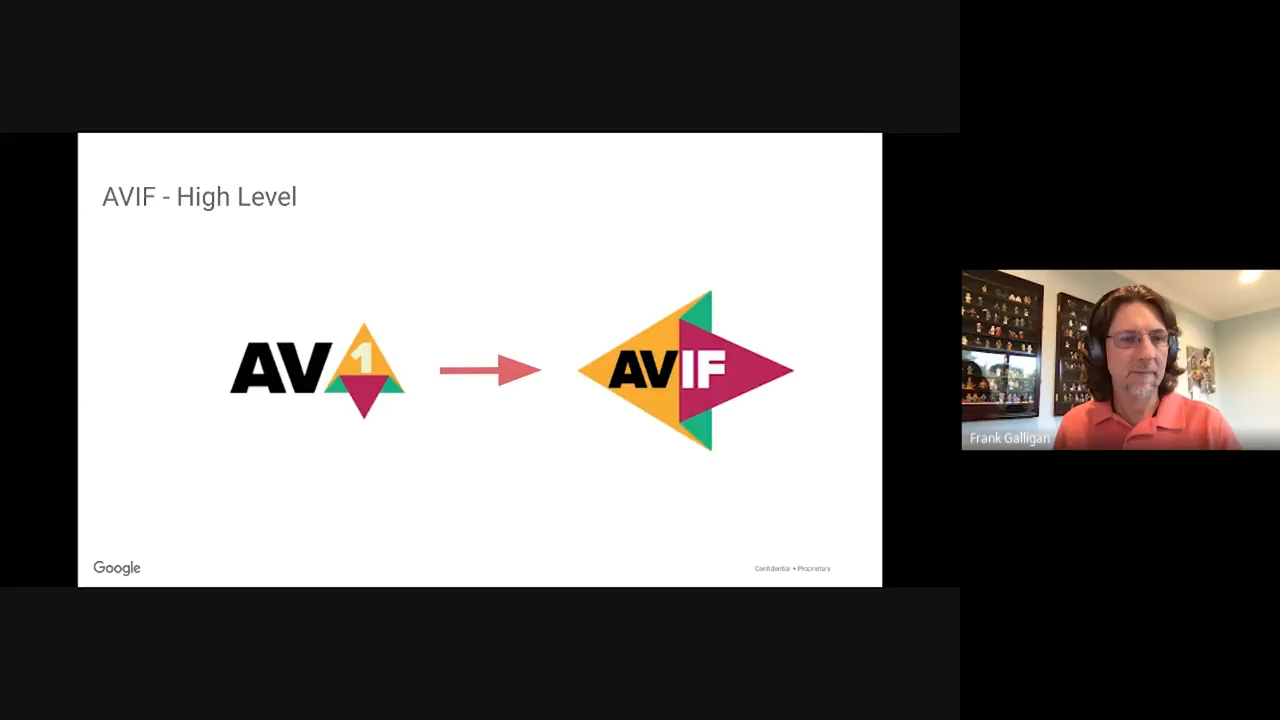 AVIF - High Level
AV1
AVIF
Google
Confidential + Proprietary
Frank Galligan